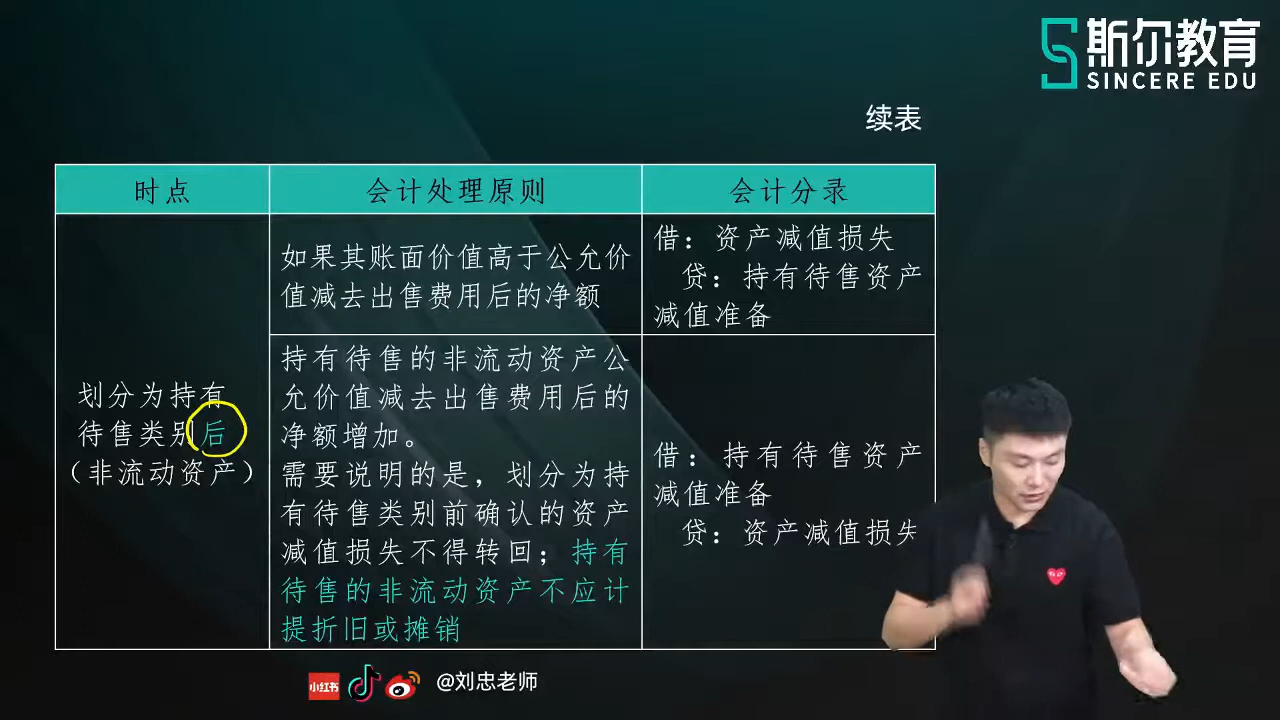 斯尔教育
SINCERE EDU
续表
时点
会计处理原则
会计分录
划分为持有
待售类别后
（非流动资产）
如果其账面价值高于公允价
值减去出售费用后的净额
借：资产减值损失
贷：持有待售资产
减值准备
持有待售的非流动资产公
允价值减去出售费用后的
净额增加。
需要说明的是，划分为持
有待售类别前确认的资产
减值损失不得转回；持有
待售的非流动资产不应计
提折旧或摊销
借：持有待售资产
减值准备
贷：资产减值损失
小红书
@刘忠老师